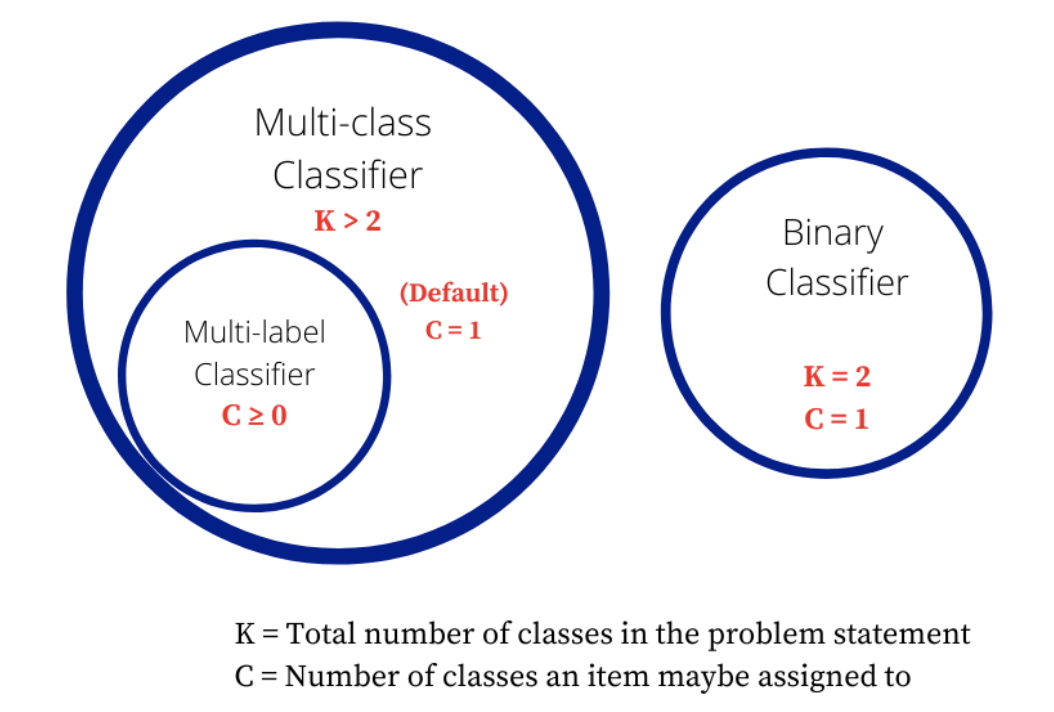 Multi-class
Classifier
K > 2
(Default)
C = 1
Multi-label
Classifier
C ≥ 0
Binary
Classifier
K = 2
C = 1
K = Total number of classes in the problem statement
C = Number of classes an item maybe assigned to